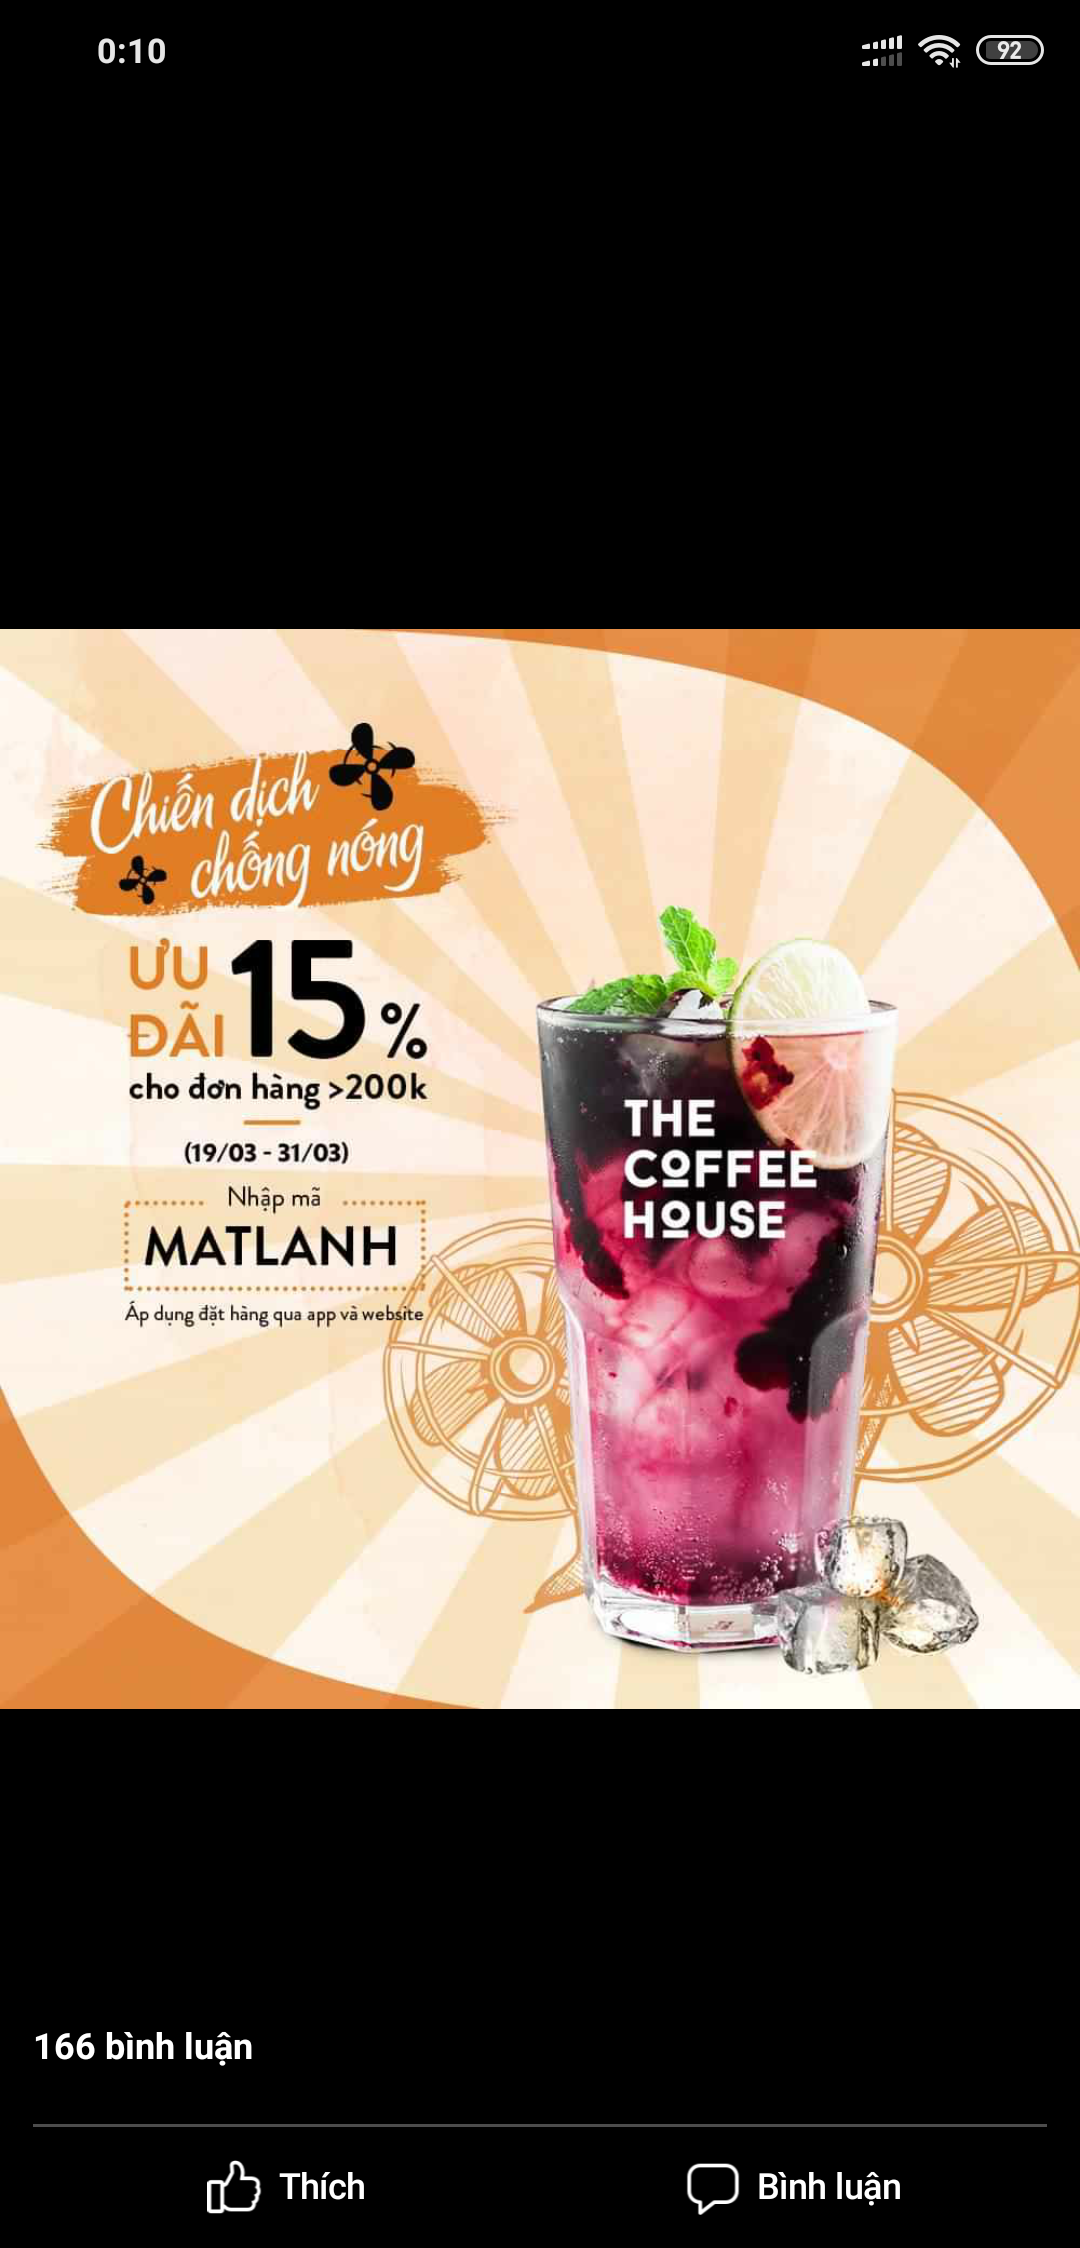 0:10
92
Chiến dịch
chống nóng
ƯU
ĐÃI
15%
cho đơn hàng >200k
(19/03 - 31/03)
Nhập mã
MATLANH
Áp dụng đặt hàng qua app và website
THE
COFFEE
HOUSE
166 bình luận
Thích
Bình luận